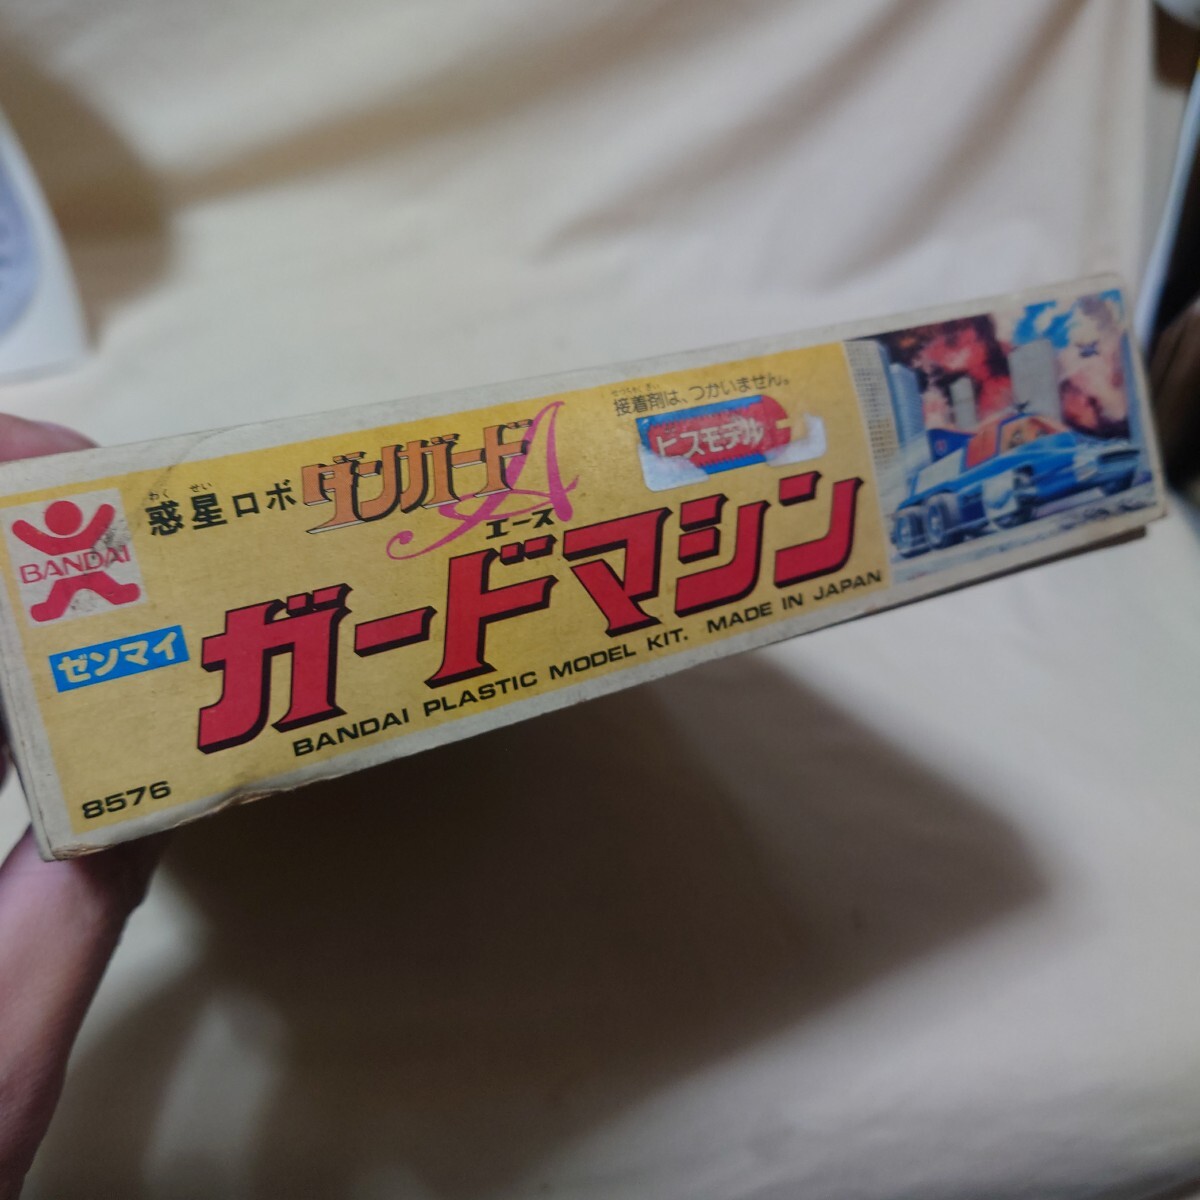 接着剤は、つかいません。
せっちゃくざい
ビスモデル
わくせい
惑星ロボ ダンガードA
エース
BANDAI
ゼンマイ
ガードマシン
BANDAI PLASTIC MODEL KIT. MADE IN JAPAN
8576